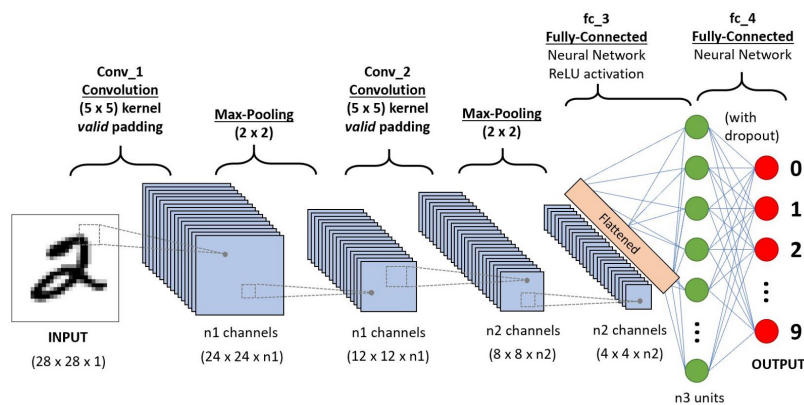 fc_3
Fully-Connected
Neural Network
ReLU activation
fc_4
Fully-Connected
Neural Network
Conv_1
Convolution
(5 x 5) kernel
valid padding
Max-Pooling
(2 x 2)
Conv_2
Convolution
(5 x 5) kernel
valid padding
Max-Pooling
(2 x 2)
(with
dropout)
Flattened
0
1
2
9
INPUT
(28 x 28 x 1)
n1 channels
(24 x 24 x n1)
n1 channels
(12 x 12 x n1)
n2 channels
(8 x 8 x n2)
n2 channels
(4 x 4 x n2)
OUTPUT
n3 units
2